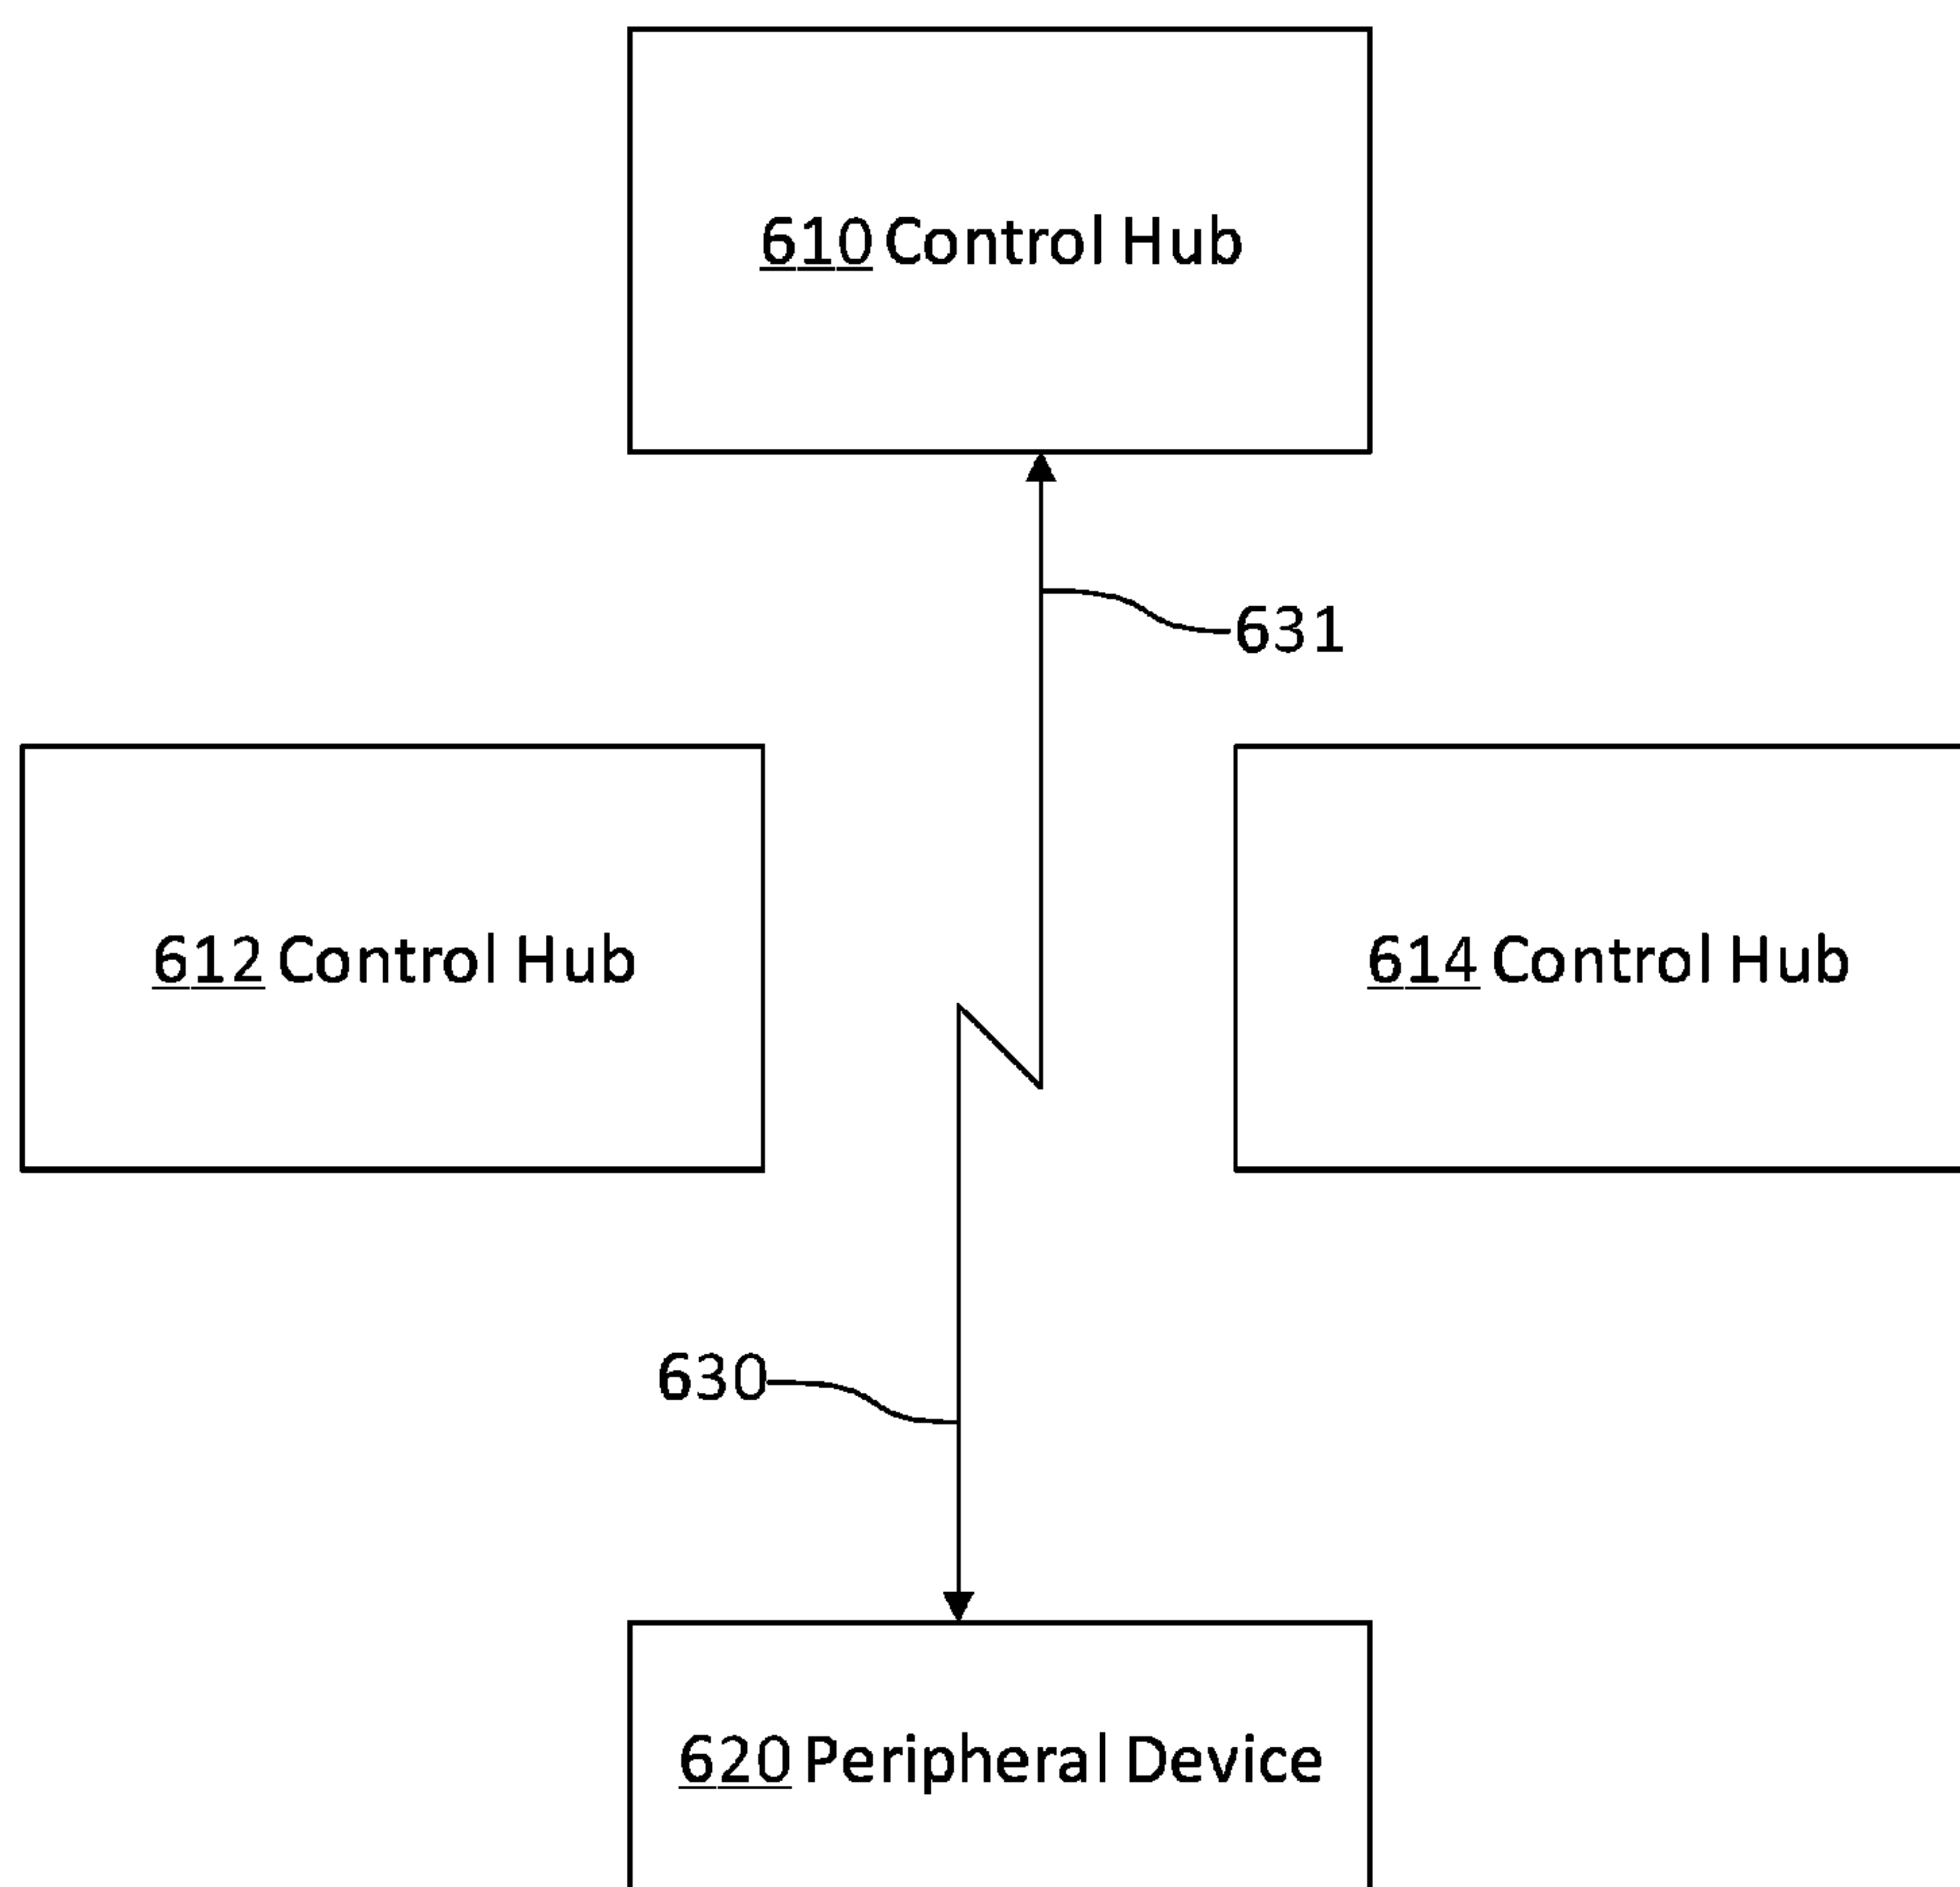 610 Control Hub
631
612 Control Hub
614 Control Hub
630
620 Peripheral Device